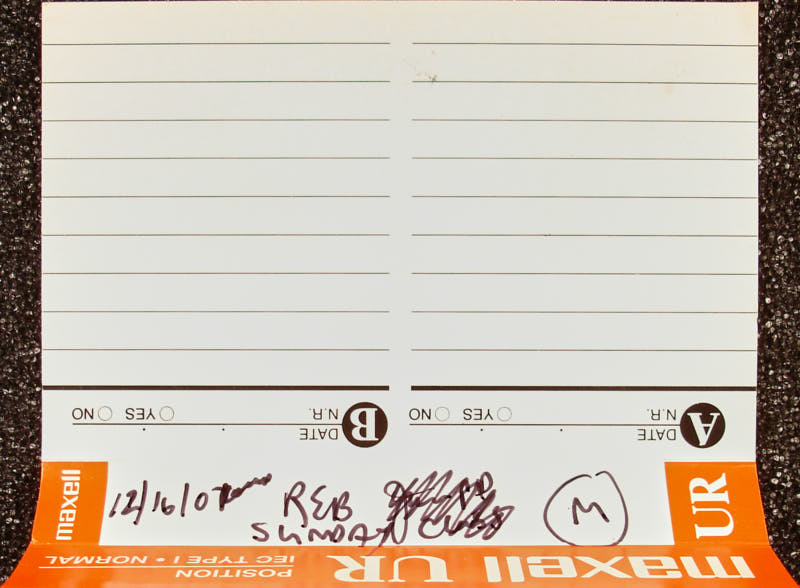 A DATE
N.R. YES NO
B DATE
N.R. YES NO
maxell
12/16/07 REB M
SUNDAY
UR
maxell UR POSITION
IEC TYPE I • NORMAL